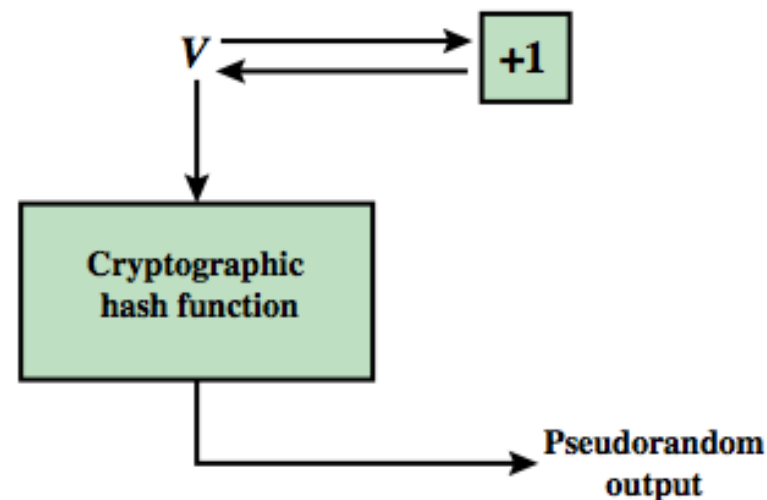 V
+1
Cryptographic
hash function
Pseudorandom
output